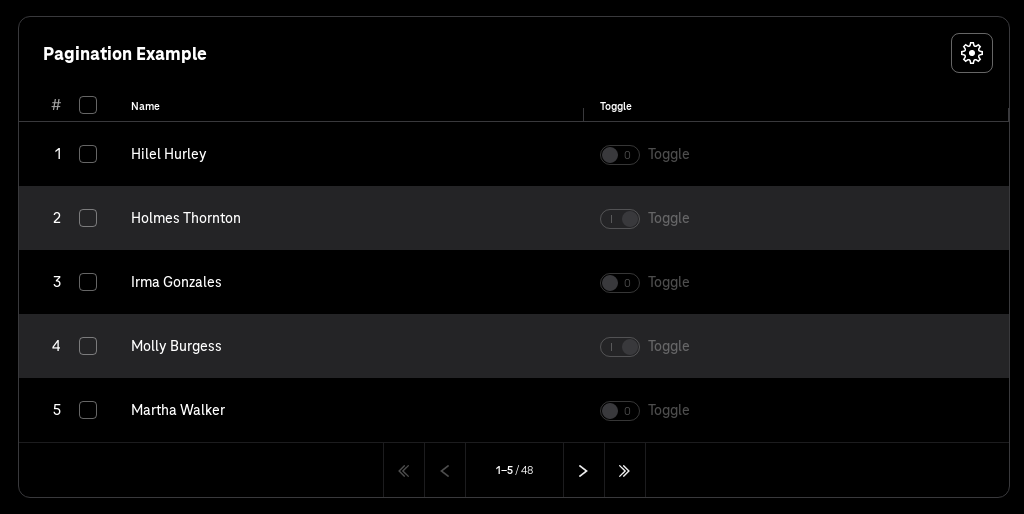 Pagination Example
# Name Toggle
1 Hilel Hurley 0 Toggle
2 Holmes Thornton I Toggle
3 Irma Gonzales 0 Toggle
4 Molly Burgess I Toggle
5 Martha Walker 0 Toggle
1–5 / 48